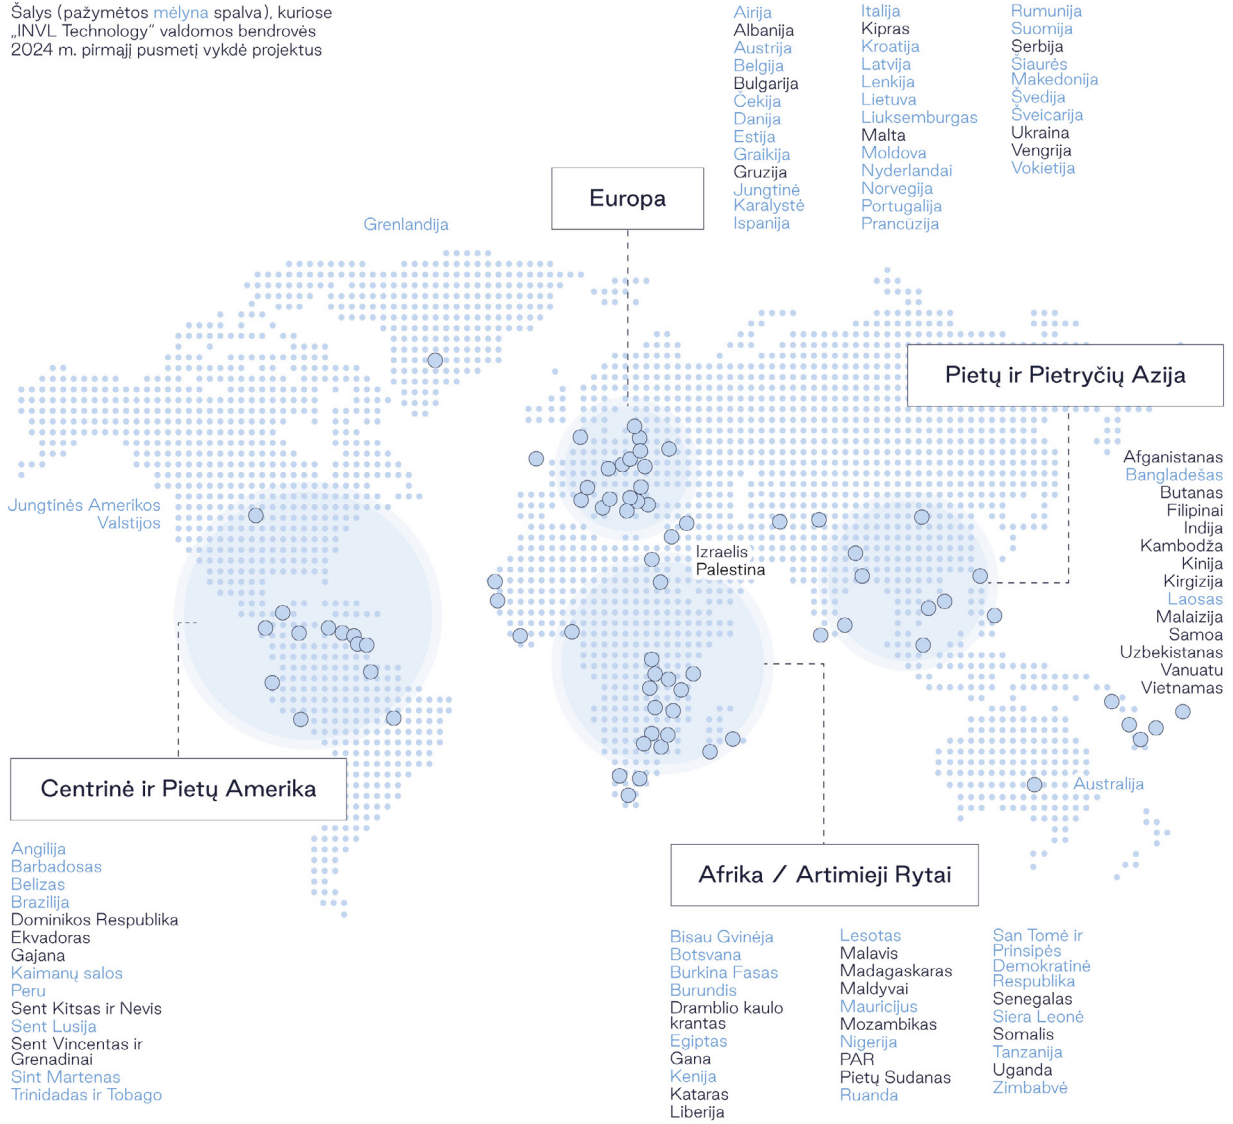 Šalys (pažymėtos mėlyna spalva), kuriose
„INVL Technology“ valdomos bendrovės
2024 m. pirmąjį pusmetį vykdė projektus
Airija
Albanija
Austrija
Belgija
Bulgarija
Čekija
Danija
Estija
Graikija
Gruzija
Jungtinė
Karalystė
Ispanija
Italija
Kipras
Kroatija
Latvija
Lenkija
Lietuva
Liuksemburgas
Malta
Moldova
Nyderlandai
Norvegija
Portugalija
Prancūzija
Rumunija
Suomija
Serbija
Šiaurės
Makedonija
Švedija
Šveicarija
Ukraina
Vengrija
Vokietija
Europa
Grenlandija
Pietų ir Pietryčių Azija
Afganistanas
Bangladešas
Butanas
Filipinai
Indija
Kambodža
Kinija
Kirgizija
Laosas
Malaizija
Samoa
Uzbekistanas
Vanuatu
Vietnamas
Jungtinės Amerikos
Valstijos
Izraelis
Palestina
Australija
Centrinė ir Pietų Amerika
Angilija
Barbadosas
Belizas
Brazilija
Dominikos Respublika
Ekvadoras
Gajana
Kaimanų salos
Peru
Sent Kitsas ir Nevis
Sent Lusija
Sent Vincentas ir
Grenadinai
Sint Martenas
Trinidadas ir Tobago
Afrika / Artimieji Rytai
Bisau Gvinėja
Botsvana
Burkina Fasas
Burundis
Dramblio kaulo
krantas
Egiptas
Gana
Kenija
Kataras
Liberija
Lesotas
Malavis
Madagaskaras
Maldyvai
Mauricijus
Mozambikas
Nigerija
PAR
Pietų Sudanas
Ruanda
San Tomė ir
Prinsipės
Demokratinė
Respublika
Senegalas
Siera Leonė
Somalis
Tanzanija
Uganda
Zimbabvė